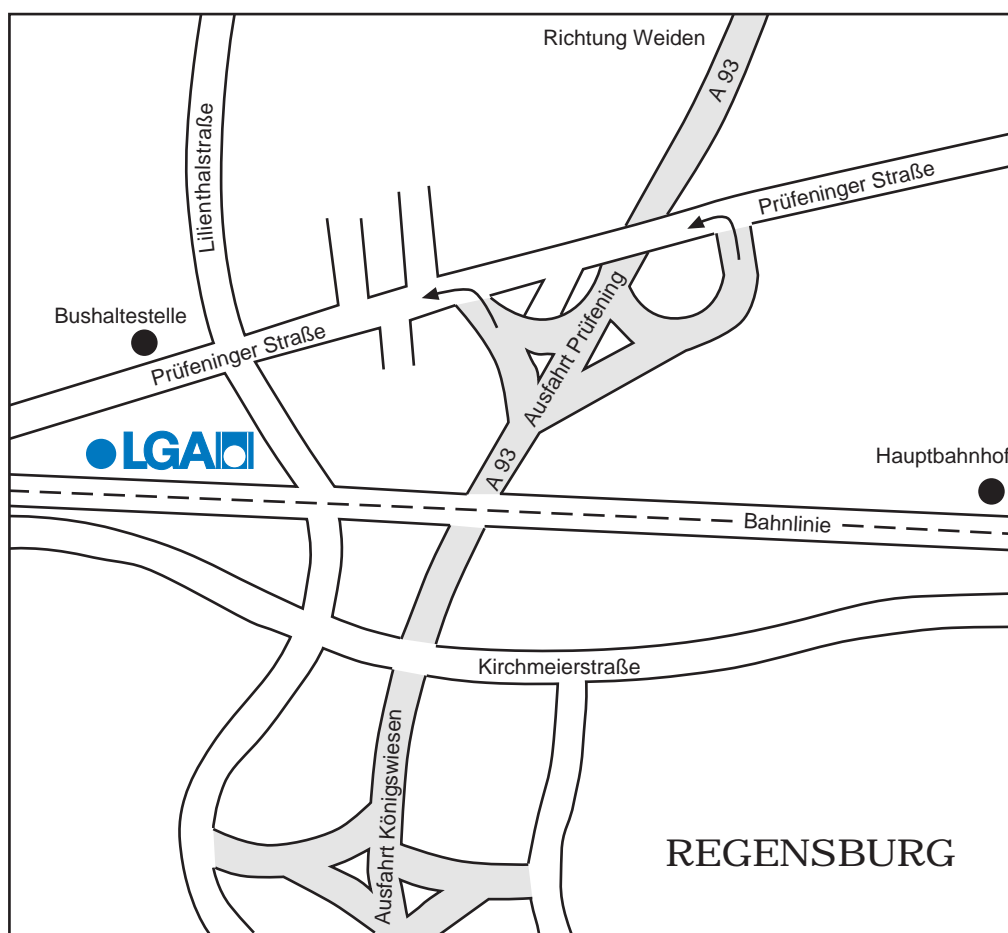 Richtung Weiden
A 93
Lilienthalstraße
Prüfeninger Straße
Bushaltestelle
Prüfeninger Straße
Ausfahrt Prüfening
LGA
A 93
Hauptbahnhof
Bahnlinie
Kirchmeierstraße
Ausfahrt Königswiesen
REGENSBURG